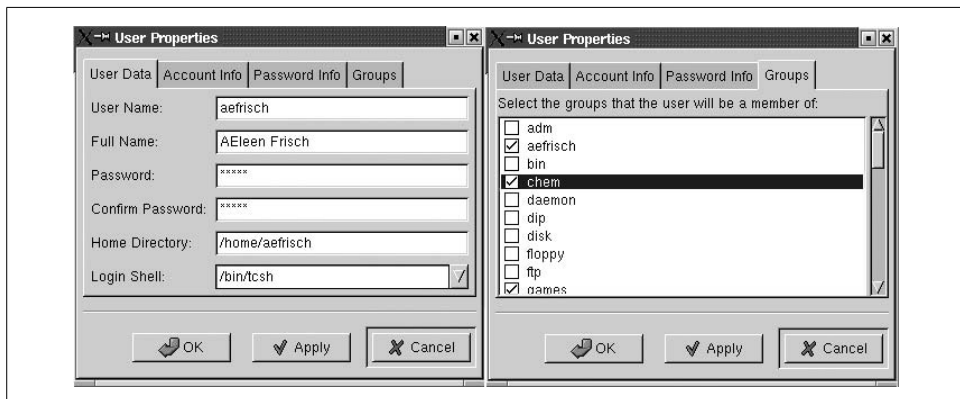 User Properties
User Data Account Info Password Info Groups
User Name: aefrisch
Full Name: AEleen Frisch
Password: *****
Confirm Password: *****
Home Directory: /home/aefrisch
Login Shell: /bin/tcsh
OK Apply Cancel
User Properties
User Data Account Info Password Info Groups
Select the groups that the user will be a member of:
adm
aefrisch
bin
chem
daemon
dip
disk
floppy
ftp
games
OK Apply Cancel